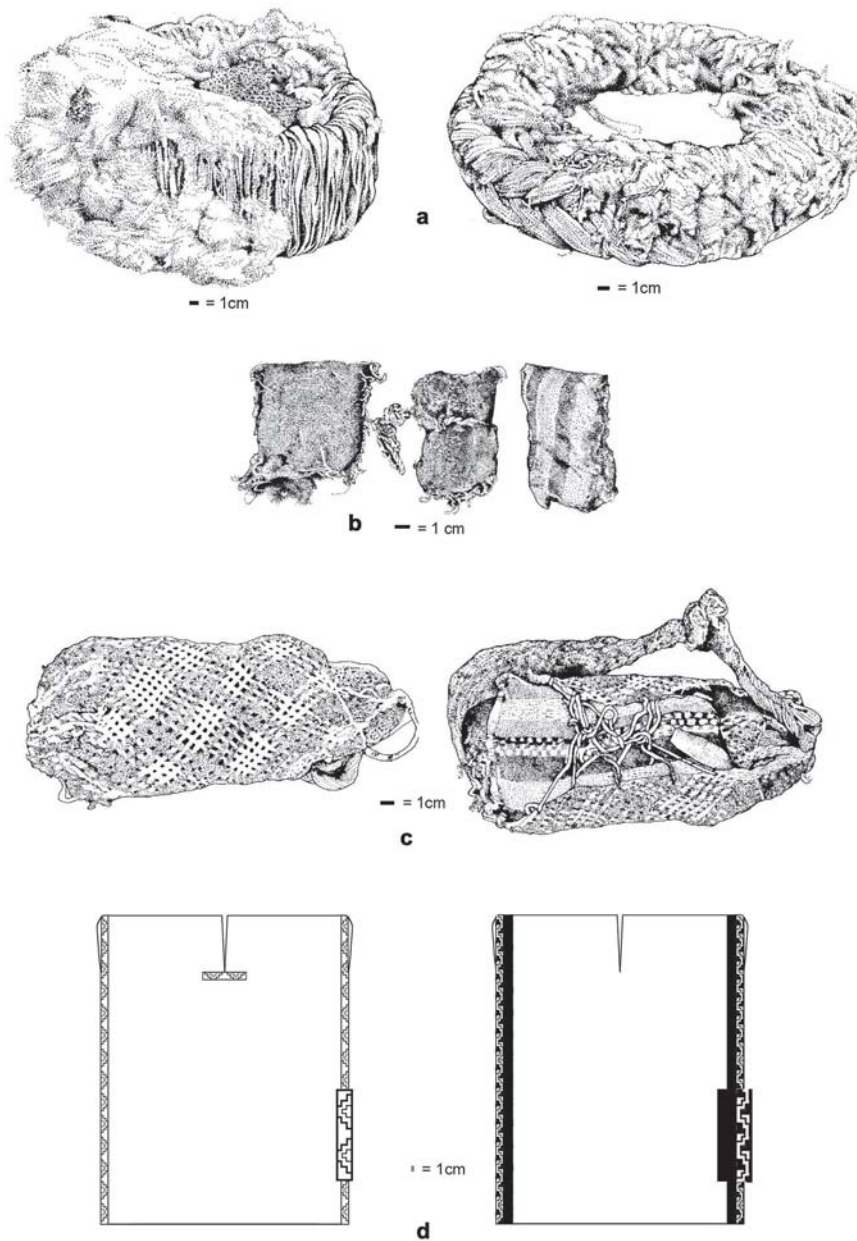 a
= 1cm
= 1cm
b
= 1 cm
= 1cm
c
= 1cm
d